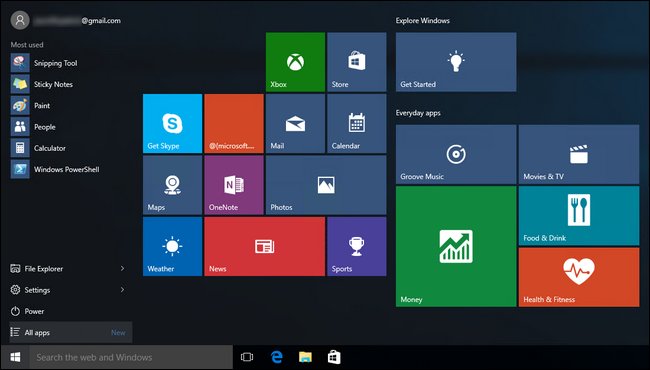 @gmail.com
Most used
Snipping Tool
Sticky Notes
Paint
People
Calculator
Windows PowerShell
File Explorer
Settings
Power
All apps New
Xbox
Store
Get Skype
@{microsoft....
Mail
Calendar
Maps
OneNote
Photos
Weather
News
Sports
Explore Windows
Get Started
Everyday apps
Groove Music
Movies & TV
Money
Food & Drink
Health & Fitness
Search the web and Windows